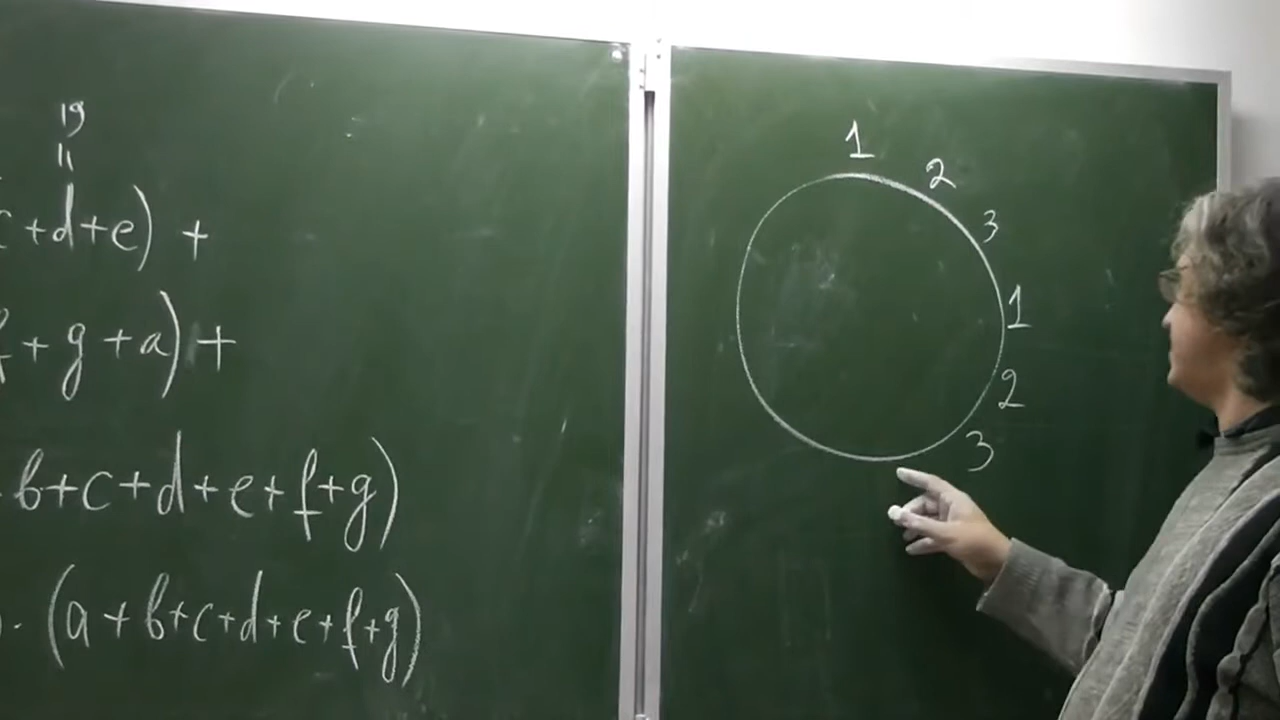 19
11
c+d+e)+
f+g+a)+
b+c+d+e+f+g)
·(a+b+c+d+e+f+g)
1
2
3
1
2
3